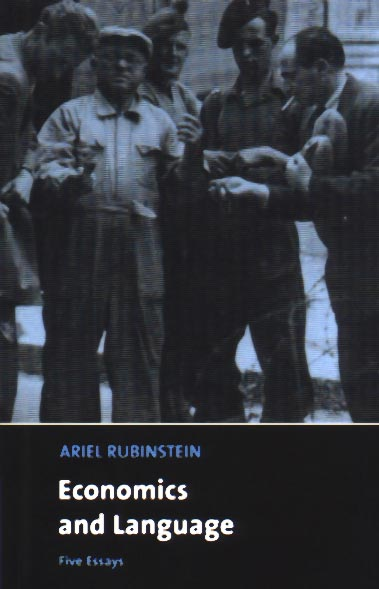 ARIEL RUBINSTEIN
Economics
and Language
Five Essays